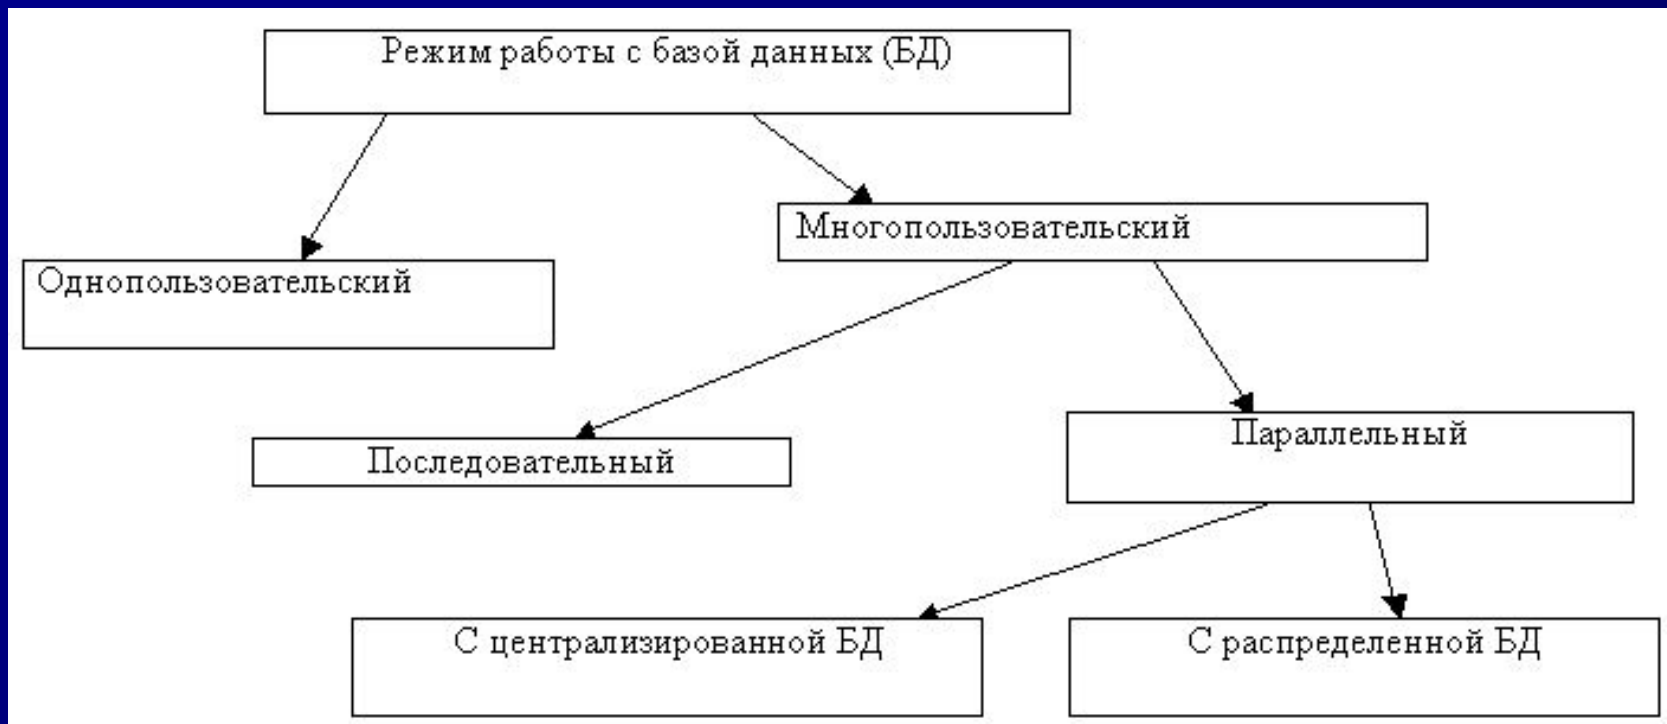 Режим работы с базой данных (БД)
Многопользовательский
Однопользовательский
Параллельный
Последовательный
С централизированной БД
С распределенной БД